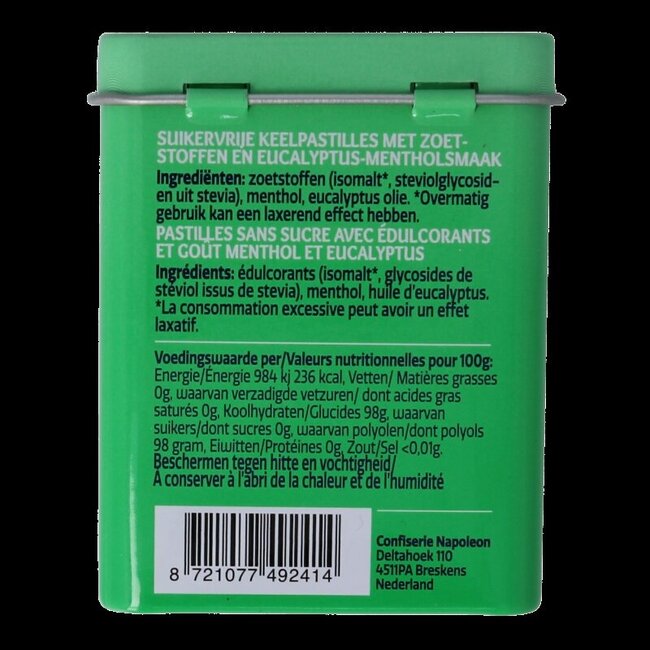 SUIKERVRIJE KEELPASTILLES MET ZOET-
STOFFEN EN EUCALYPTUS-MENTHOLSMAAK
Ingrediënten: zoetstoffen (isomalt*, steviolglycosid-
en uit stevia), menthol, eucalyptus olie. *Overmatig
gebruik kan een laxerend effect hebben.
PASTILLES SANS SUCRE AVEC ÉDULCORANTS
ET GOÛT MENTHOL ET EUCALYPTUS
Ingrédients: édulcorants (isomalt*, glycosides de
stéviol issus de stevia), menthol, huile d'eucalyptus.
*La consommation excessive peut avoir un effet
laxatif.
Voedingswaarde per/Valeurs nutritionnelles pour 100g:
Energie/Énergie 984 kj 236 kcal, Vetten/ Matières grasses
0g, waarvan verzadigde vetzuren/ dont acides gras
saturés 0g, Koolhydraten/Glucides 98g, waarvan
suikers/dont sucres 0g, waarvan polyolen/dont polyols
98 gram, Eiwitten/Protéines 0g, Zout/Sel <0,01g.
Beschermen tegen hitte en vochtigheid/
À conserver à l'abri de la chaleur et de l'humidité
8 721077 492414
Confiserie Napoleon
Deltahoek 110
4511PA Breskens
Nederland